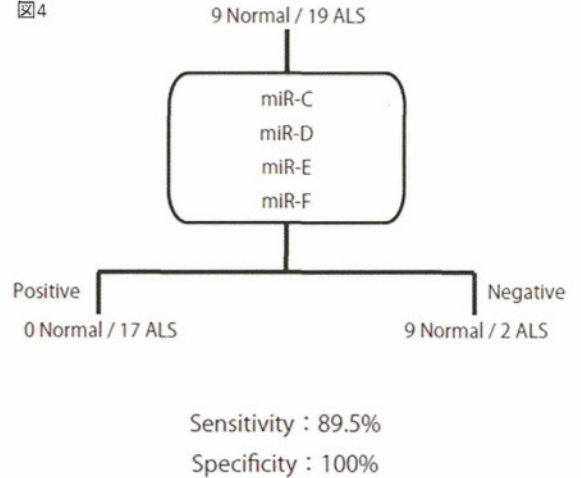 図4
9 Normal / 19 ALS
miR-C
miR-D
miR-E
miR-F
Positive
Negative
0 Normal / 17 ALS
9 Normal / 2 ALS
Sensitivity：89.5%
Specificity：100%